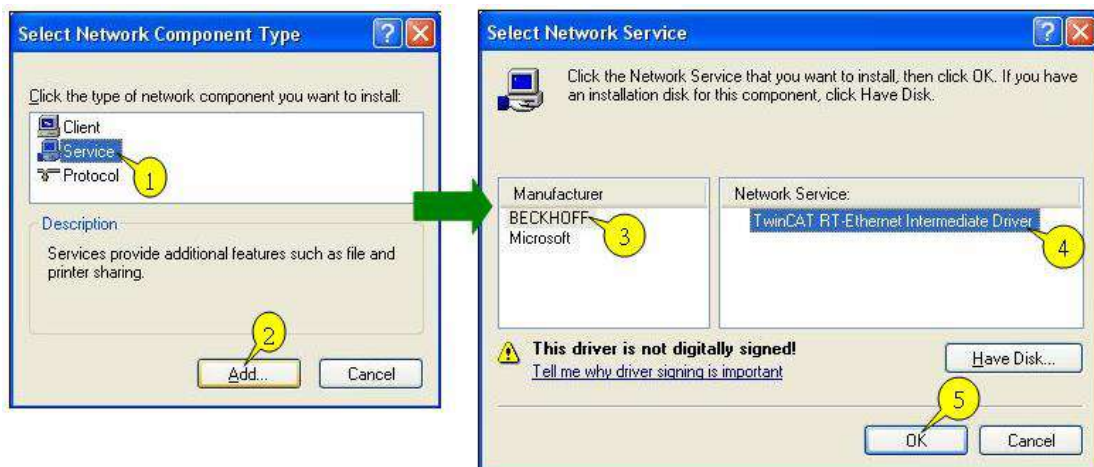 Select Network Component Type
Click the type of network component you want to install:
Client
Service
Protocol
1
Description
Services provide additional features such as file and
printer sharing.
2
Add...
Cancel
Select Network Service
Click the Network Service that you want to install, then click OK. If you have
an installation disk for this component, click Have Disk.
Manufacturer
BECKHOFF
Microsoft
3
Network Service:
TwinCAT RT-Ethernet Intermediate Driver
4
This driver is not digitally signed!
Tell me why driver signing is important
Have Disk...
5
OK
Cancel